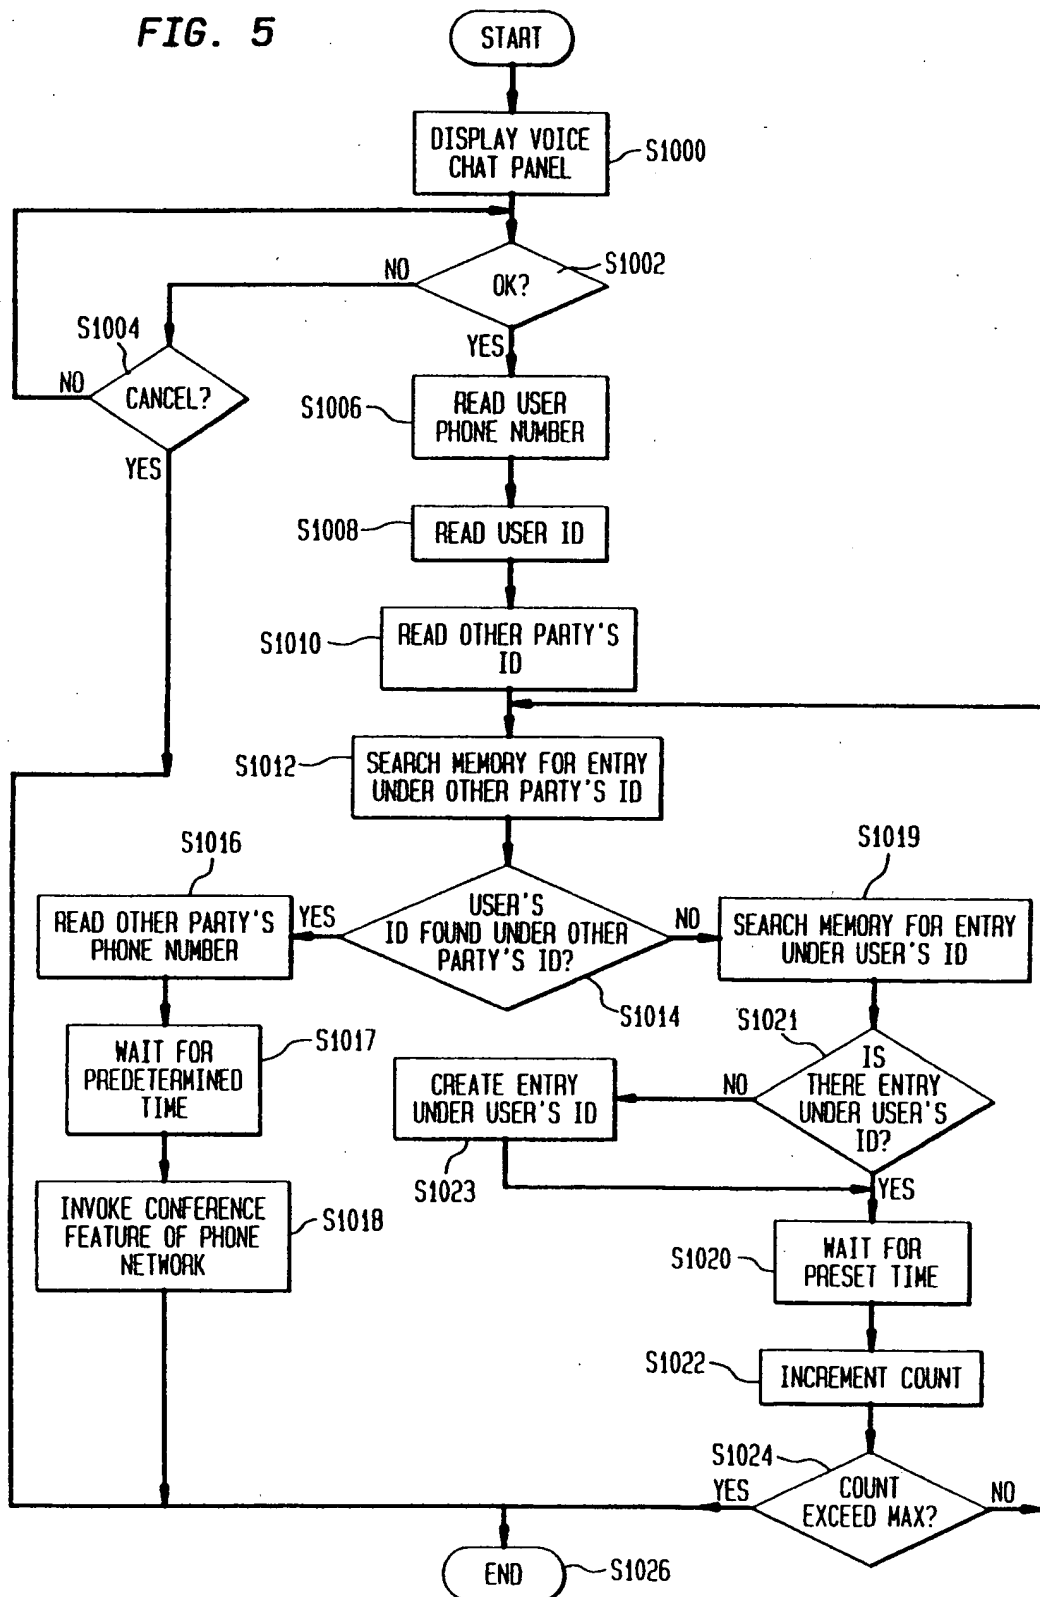 FIG. 5
START
DISPLAY VOICE
CHAT PANEL
S1000
NO
OK?
S1002
S1004
YES
NO
CANCEL?
S1006
READ USER
PHONE NUMBER
YES
S1008
READ USER ID
S1010
READ OTHER PARTY'S
ID
S1012
SEARCH MEMORY FOR ENTRY
UNDER OTHER PARTY'S ID
S1016
S1019
READ OTHER PARTY'S
PHONE NUMBER
YES
USER'S
ID FOUND UNDER OTHER
PARTY'S ID?
NO
SEARCH MEMORY FOR ENTRY
UNDER USER'S ID
S1014
S1021
WAIT FOR
PREDETERMINED
TIME
S1017
CREATE ENTRY
UNDER USER'S ID
NO
IS
THERE ENTRY
UNDER USER'S
ID?
S1023
YES
INVOKE CONFERENCE
FEATURE OF PHONE
NETWORK
S1018
S1020
WAIT FOR
PRESET TIME
S1022
INCREMENT COUNT
S1024
YES
COUNT
EXCEED MAX?
NO
END
S1026